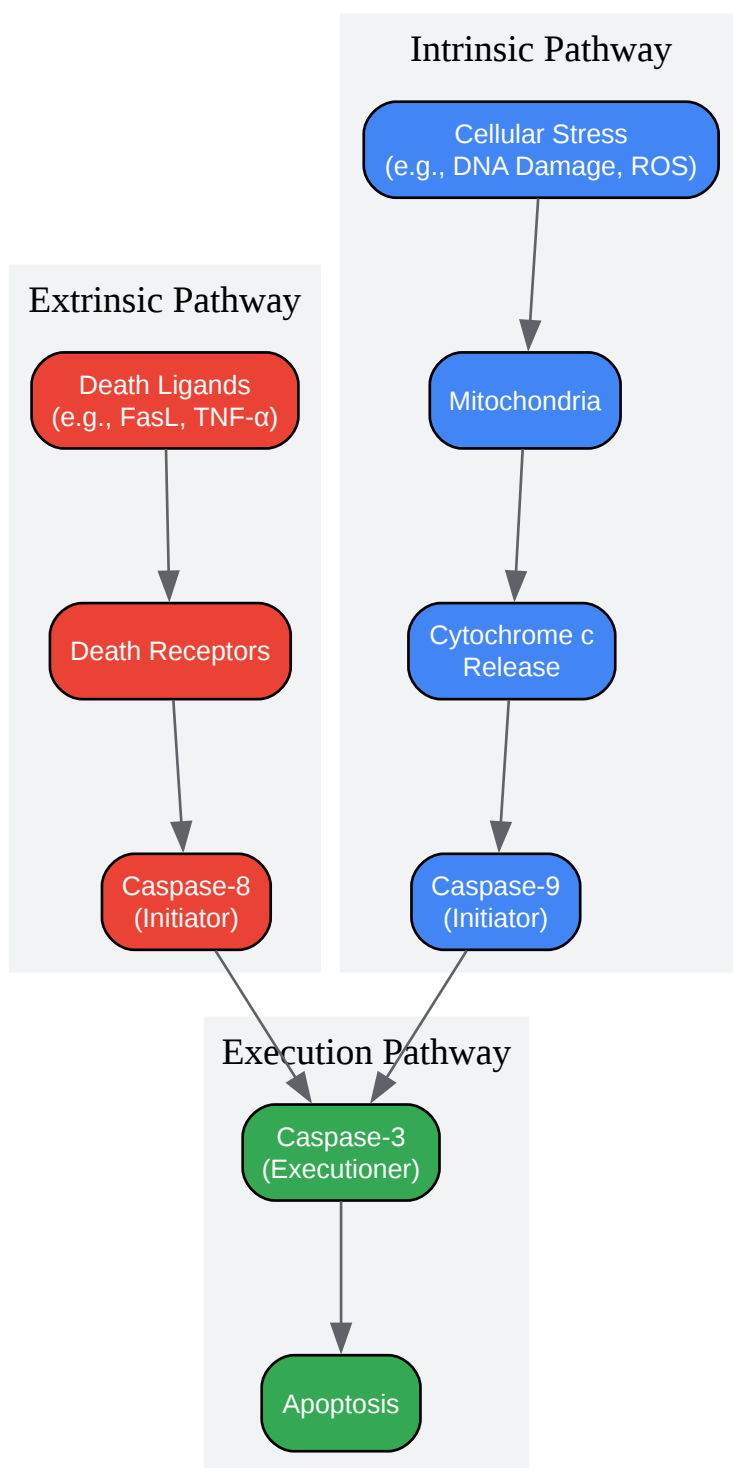 Intrinsic Pathway
Cellular Stress
(e.g., DNA Damage, ROS)
Extrinsic Pathway
Death Ligands
(e.g., FasL, TNF-α)
Mitochondria
Death Receptors
Cytochrome c
Release
Caspase-8
(Initiator)
Caspase-9
(Initiator)
Execution Pathway
Caspase-3
(Executioner)
Apoptosis